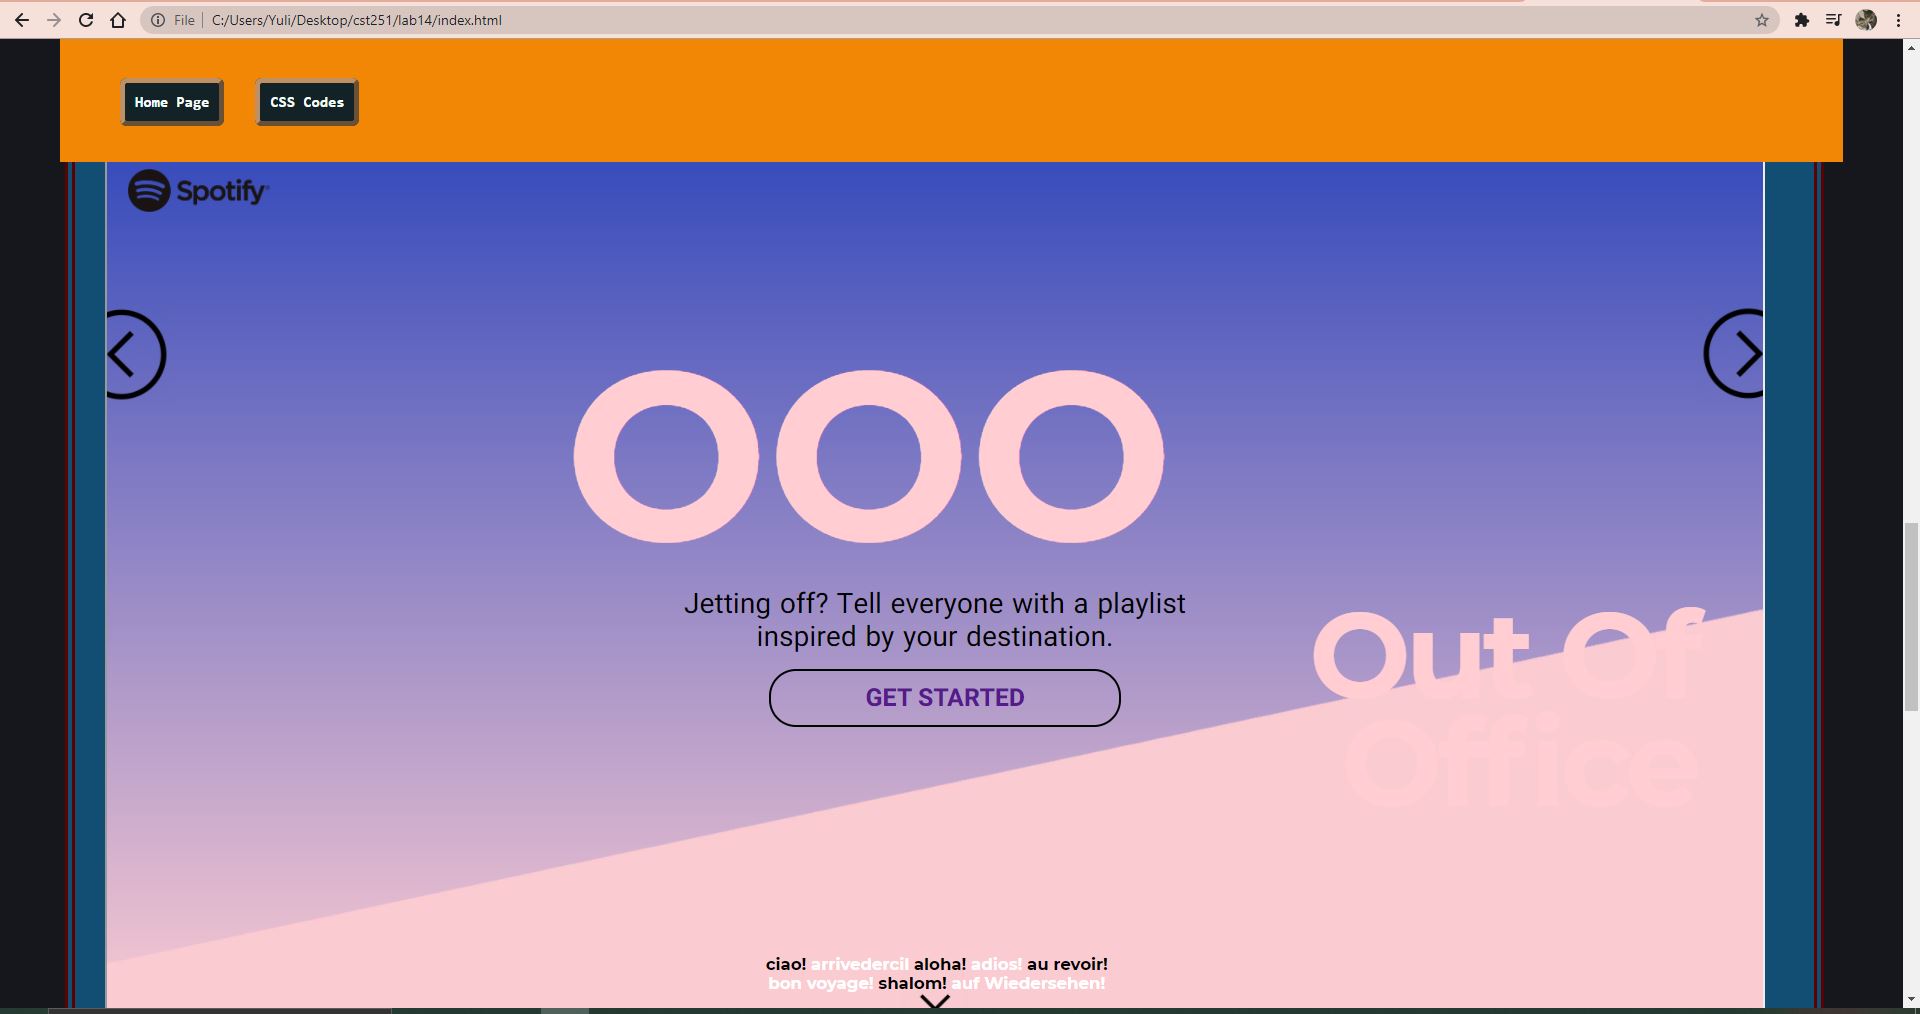 File C:/Users/Yuli/Desktop/cst251/lab14/index.html
Home Page CSS Codes
Spotify
OOO
Jetting off? Tell everyone with a playlist
inspired by your destination.
Out Of
Office
GET STARTED
ciao! arrivedercil aloha! adios! au revoir!
bon voyage! shalom! auf Wiedersehen!